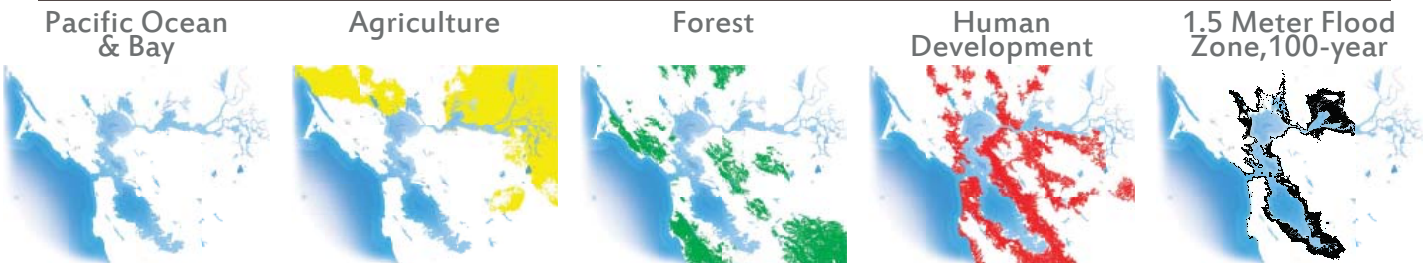 Pacific Ocean
& Bay
Agriculture
Forest
Human
Development
1.5 Meter Flood
Zone,100-year